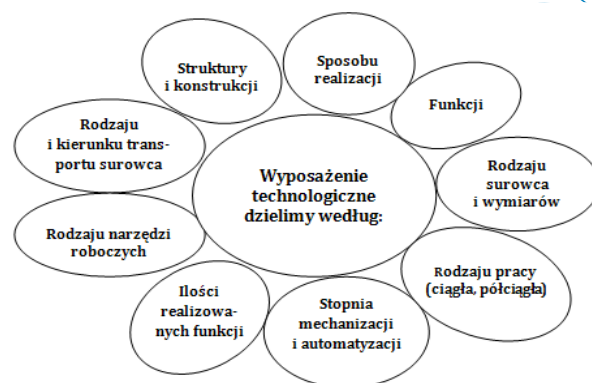 Sposobu
realizacji
Struktury
i konstrukcji
Funkcji
Rodzaju
i kierunku trans-
portu surowca
Wyposażenie
technologiczne
dzielimy według:
Rodzaju
surowca
i wymiarów
Rodzaju narzędzi
roboczych
Rodzaju pracy
(ciągła, półciągła)
Ilości
realizowa-
nych funkcji
Stopnia
mechanizacji
i automatyzacji